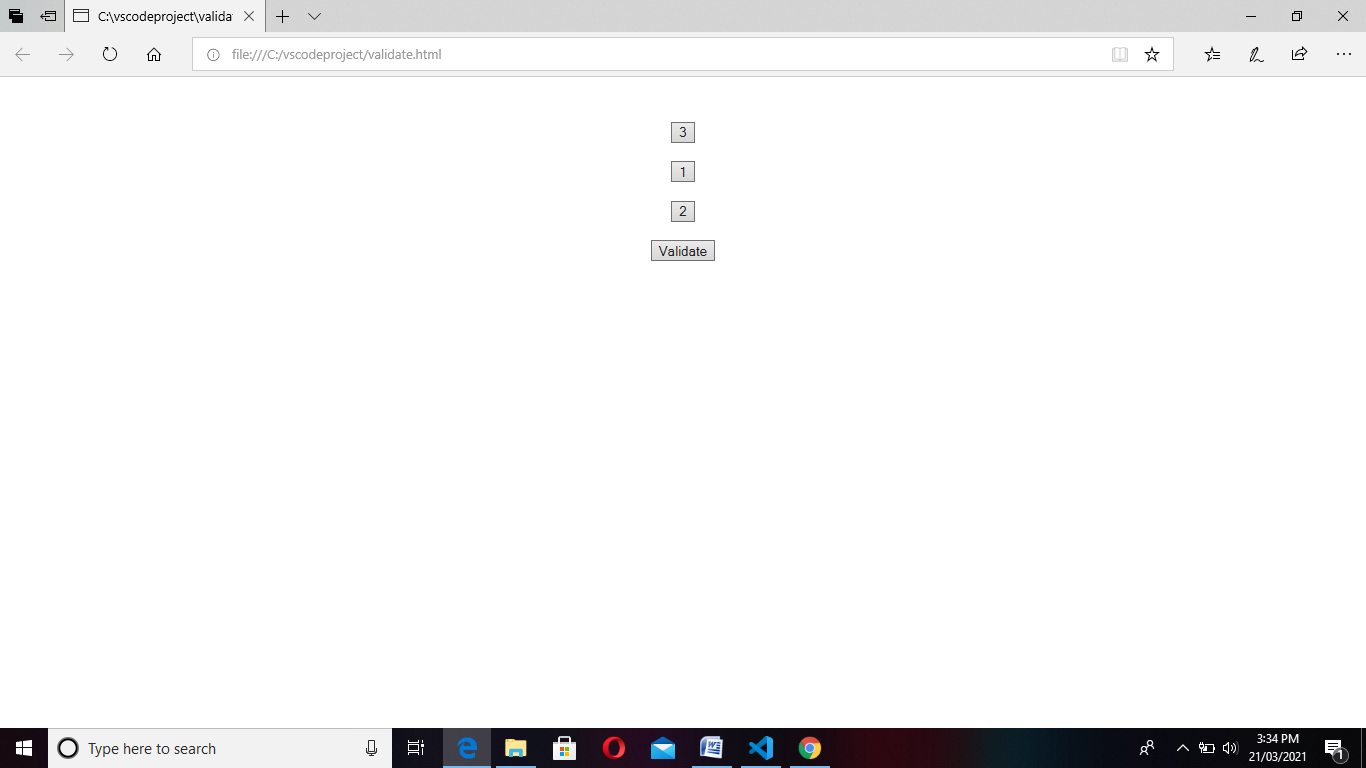 C:\vscodeproject\valida
file:///C:/vscodeproject/validate.html
3
1
2
Validate
Type here to search
3:34 PM
21/03/2021
1